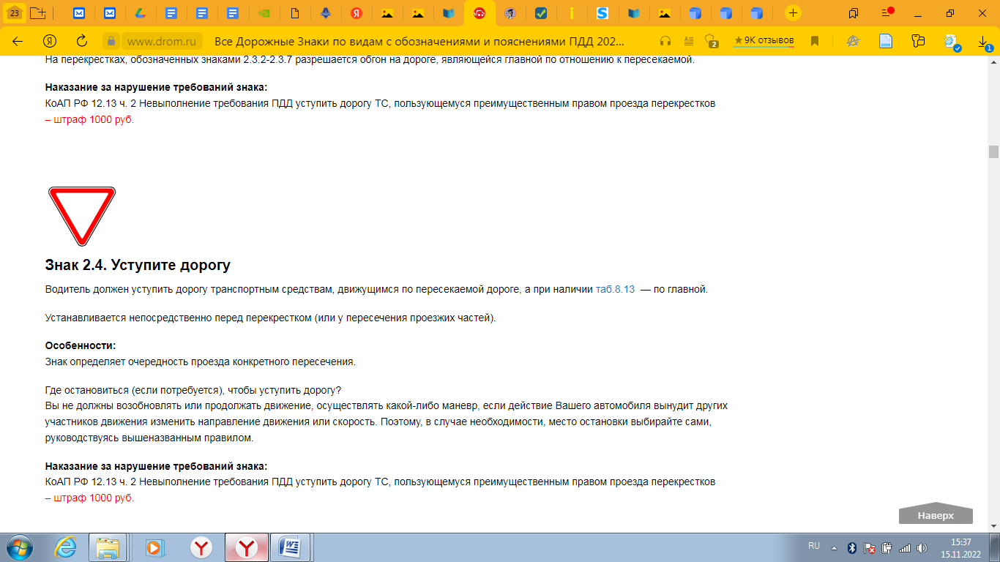 23
www.drom.ru
Все Дорожные Знаки по видам с обозначениями и пояснениями ПДД 202...
2
★ 9К отзывов
1
На перекрестках, обозначенных знаками 2.3.2-2.3.7 разрешается обгон на дороге, являющейся главной по отношению к пересекаемой.
Наказание за нарушение требований знака:
КоАП РФ 12.13 ч. 2 Невыполнение требования ПДД уступить дорогу ТС, пользующемуся преимущественным правом проезда перекрестков
– штраф 1000 руб.
Знак 2.4. Уступите дорогу
Водитель должен уступить дорогу транспортным средствам, движущимся по пересекаемой дороге, а при наличии таб.8.13 — по главной.
Устанавливается непосредственно перед перекрестком (или у пересечения проезжих частей).
Особенности:
Знак определяет очередность проезда конкретного пересечения.
Где остановиться (если потребуется), чтобы уступить дорогу?
Вы не должны возобновлять или продолжать движение, осуществлять какой-либо маневр, если действие Вашего автомобиля вынудит других
участников движения изменить направление движения или скорость. Поэтому, в случае необходимости, место остановки выбирайте сами,
руководствуясь вышеназванным правилом.
Наказание за нарушение требований знака:
КоАП РФ 12.13 ч. 2 Невыполнение требования ПДД уступить дорогу ТС, пользующемуся преимущественным правом проезда перекрестков
– штраф 1000 руб.
Наверх
RU
15:37
15.11.2022